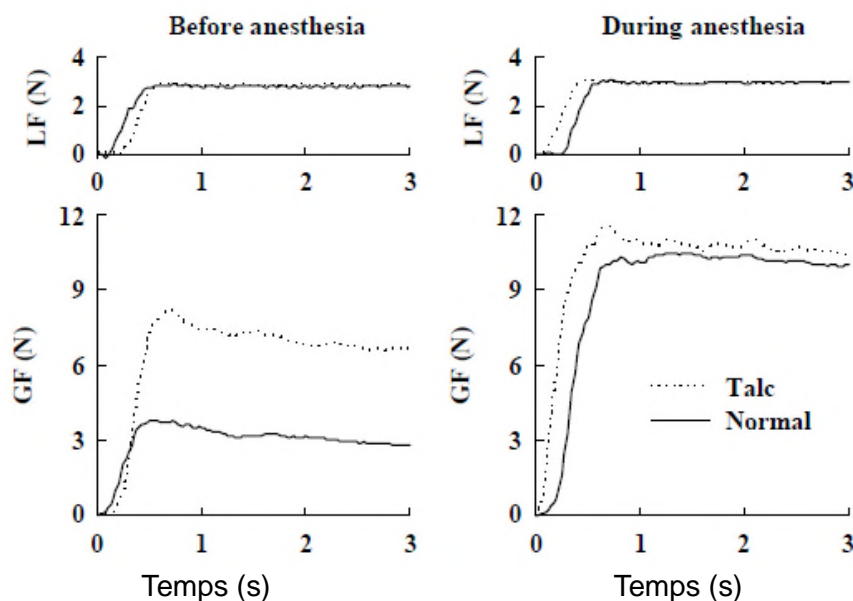 Before anesthesia
During anesthesia
LF (N)
4
2
0
0 1 2 3
LF (N)
4
2
0
0 1 2 3
GF (N)
12
9
6
3
0
0 1 2 3
Temps (s)
GF (N)
12
9
6
3
0
Talc
Normal
0 1 2 3
Temps (s)